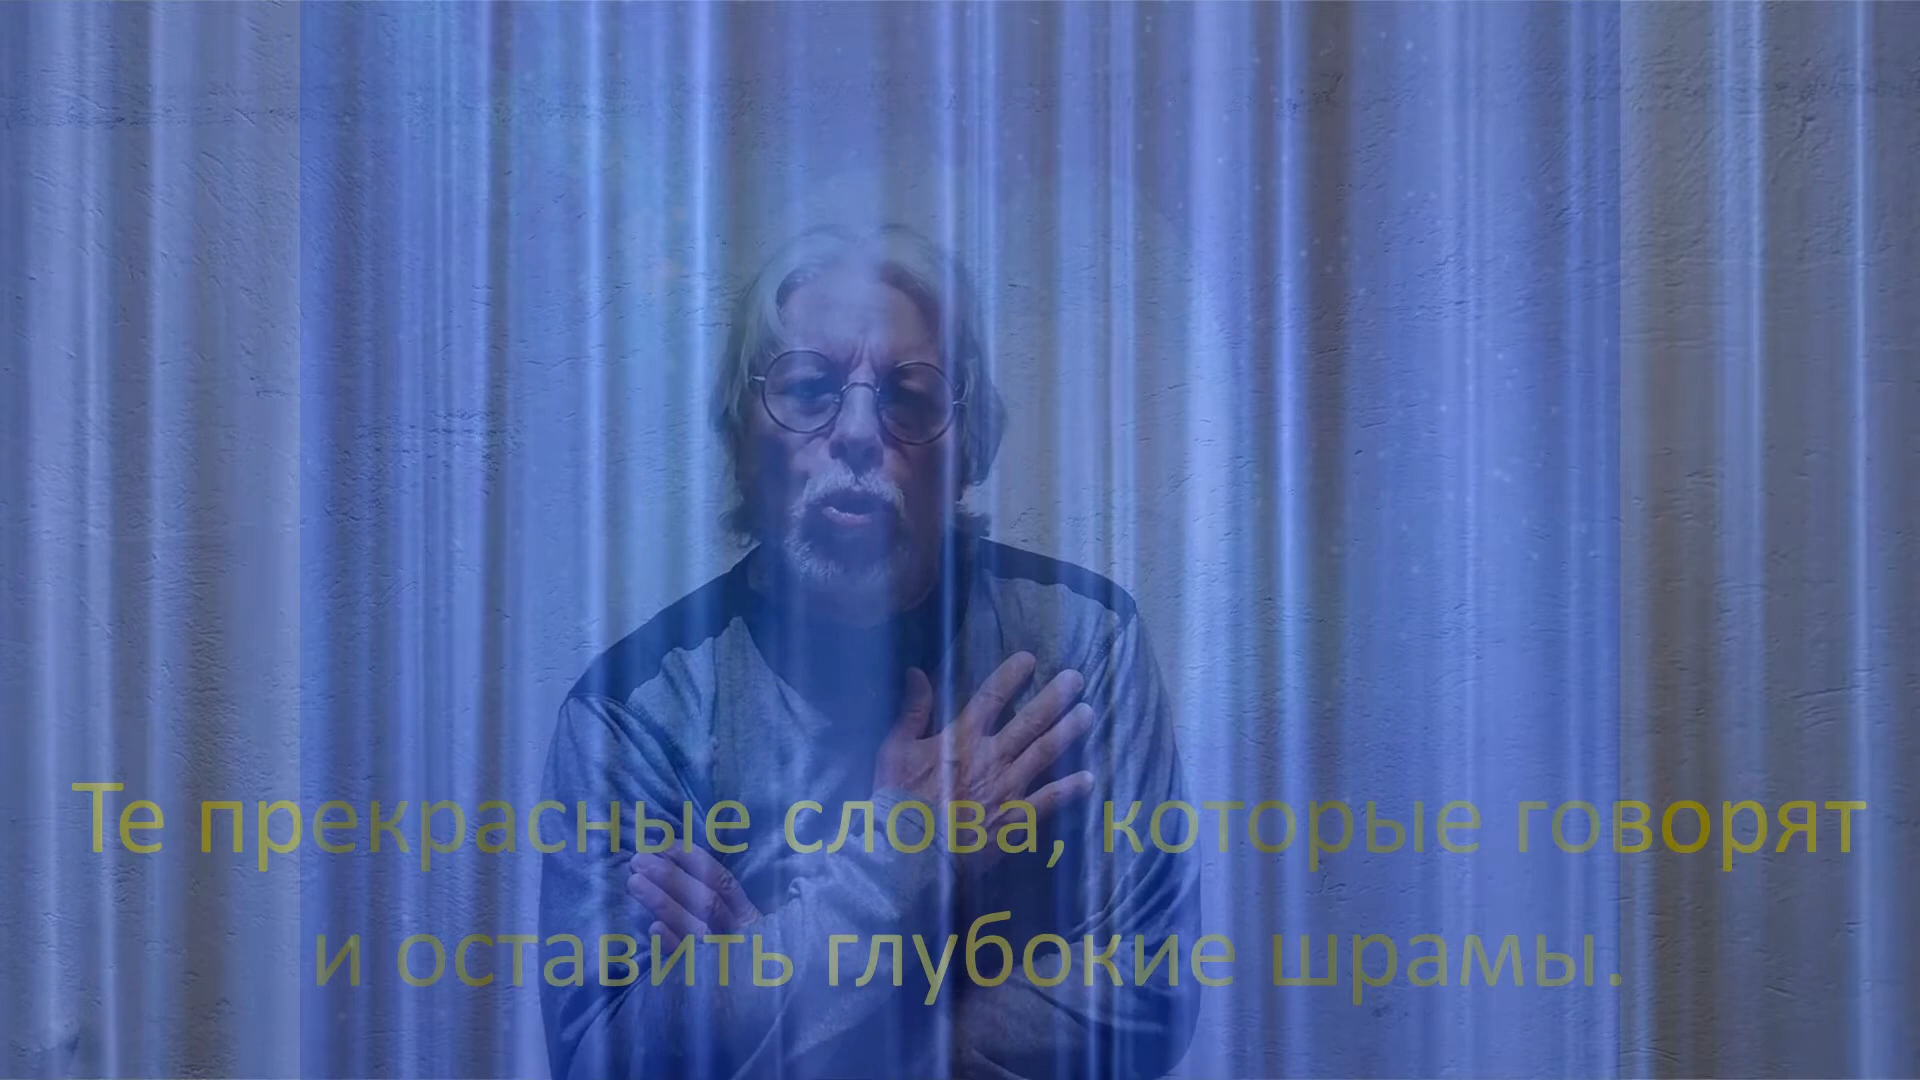 Те прекрасные слова, которые говорят
и оставить глубокие шрамы.